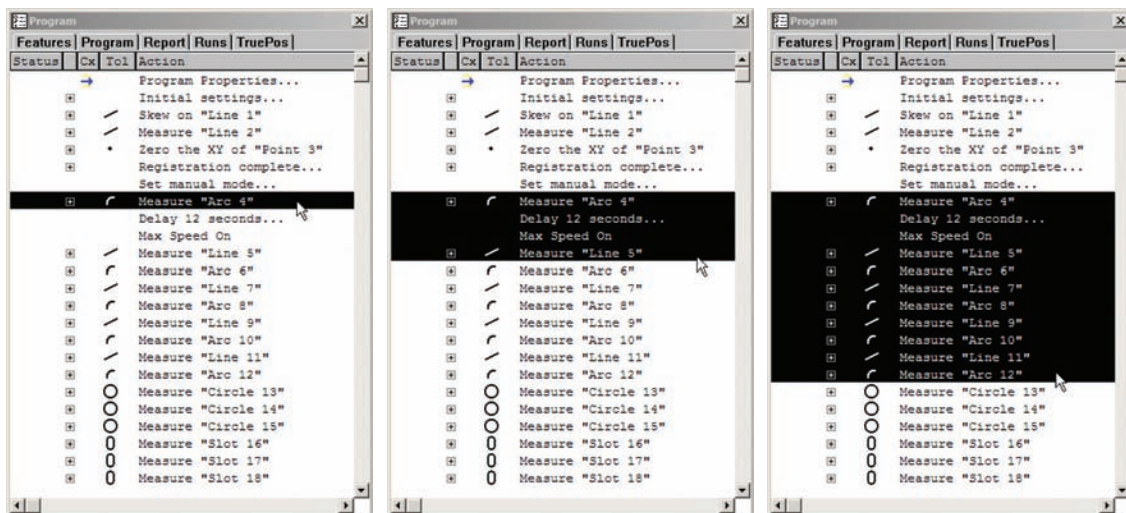 Program
Features Program Report Runs TruePos
Status Cx Tol Action
Program Properties...
Initial settings...
Skew on "Line 1"
Measure "Line 2"
Zero the XY of "Point 3"
Registration complete...
Set manual mode...
Measure "Arc 4"
Delay 12 seconds...
Max Speed On
Measure "Line 5"
Measure "Arc 6"
Measure "Line 7"
Measure "Arc 8"
Measure "Line 9"
Measure "Arc 10"
Measure "Line 11"
Measure "Arc 12"
Measure "Circle 13"
Measure "Circle 14"
Measure "Circle 15"
Measure "Slot 16"
Measure "Slot 17"
Measure "Slot 18"
Program
Features Program Report Runs TruePos
Status Cx Tol Action
Program Properties...
Initial settings...
Skew on "Line 1"
Measure "Line 2"
Zero the XY of "Point 3"
Registration complete...
Set manual mode...
Measure "Arc 4"
Delay 12 seconds...
Max Speed On
Measure "Line 5"
Measure "Arc 6"
Measure "Line 7"
Measure "Arc 8"
Measure "Line 9"
Measure "Arc 10"
Measure "Line 11"
Measure "Arc 12"
Measure "Circle 13"
Measure "Circle 14"
Measure "Circle 15"
Measure "Slot 16"
Measure "Slot 17"
Measure "Slot 18"
Program
Features Program Report Runs TruePos
Status Cx Tol Action
Program Properties...
Initial settings...
Skew on "Line 1"
Measure "Line 2"
Zero the XY of "Point 3"
Registration complete...
Set manual mode...
Measure "Arc 4"
Delay 12 seconds...
Max Speed On
Measure "Line 5"
Measure "Arc 6"
Measure "Line 7"
Measure "Arc 8"
Measure "Line 9"
Measure "Arc 10"
Measure "Line 11"
Measure "Arc 12"
Measure "Circle 13"
Measure "Circle 14"
Measure "Circle 15"
Measure "Slot 16"
Measure "Slot 17"
Measure "Slot 18"